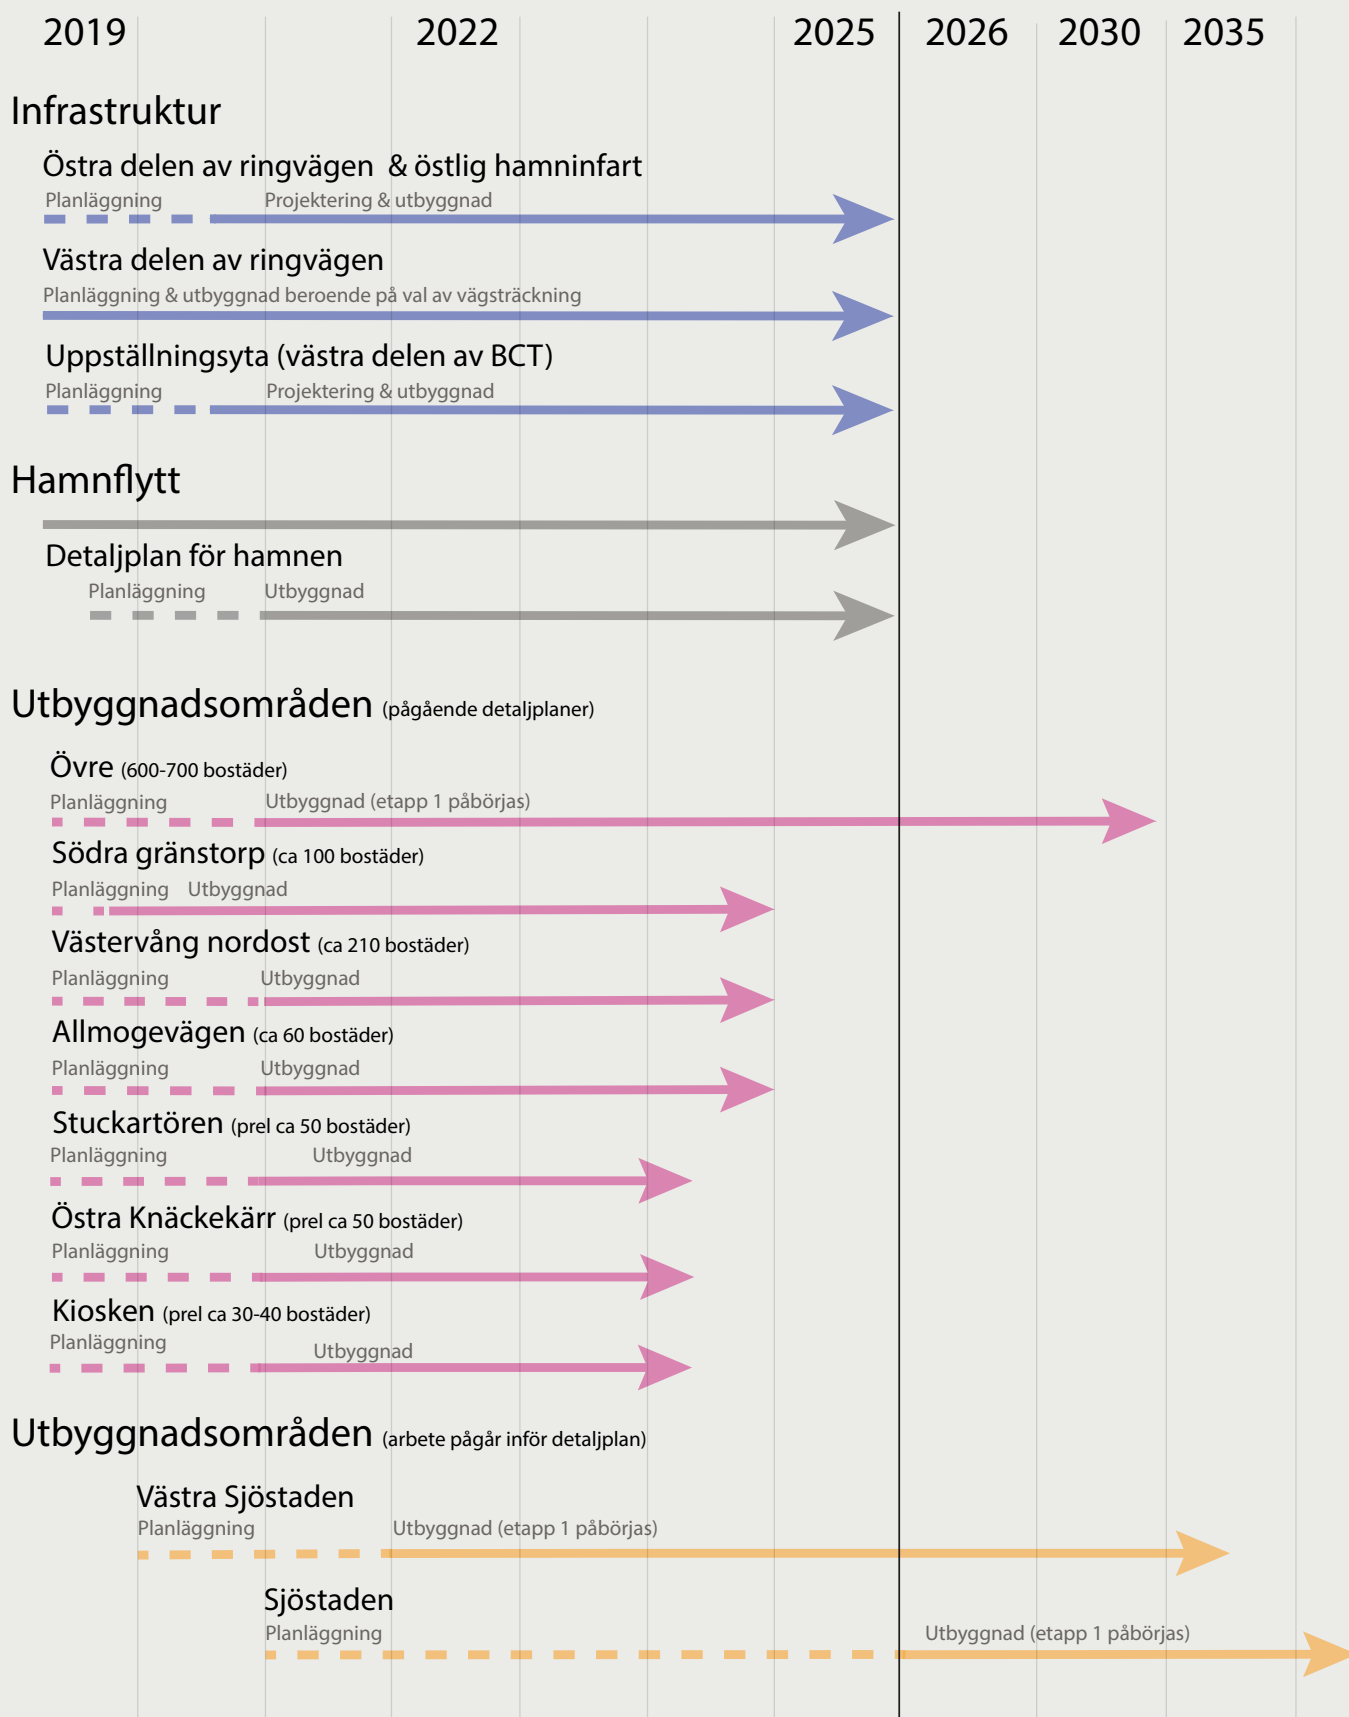 2019 2022 2025 2026 2030 2035
Infrastruktur
Östra delen av ringvägen & östlig hamninfart
Planläggning Projektering & utbyggnad
Västra delen av ringvägen
Planläggning & utbyggnad beroende på val av vägsträckning
Uppställningsyta (västra delen av BCT)
Planläggning Projektering & utbyggnad
Hamnflytt
Detaljplan för hamnen
Planläggning Utbyggnad
Utbyggnadsområden (pågående detaljplaner)
Övre (600-700 bostäder)
Planläggning Utbyggnad (etapp 1 påbörjas)
Södra gränstorp (ca 100 bostäder)
Planläggning Utbyggnad
Västervång nordost (ca 210 bostäder)
Planläggning Utbyggnad
Allmogevägen (ca 60 bostäder)
Planläggning Utbyggnad
Stuckartören (prel ca 50 bostäder)
Planläggning Utbyggnad
Östra Knäckekärr (prel ca 50 bostäder)
Planläggning Utbyggnad
Kiosken (prel ca 30-40 bostäder)
Planläggning Utbyggnad
Utbyggnadsområden (arbete pågår inför detaljplan)
Västra Sjöstaden
Planläggning Utbyggnad (etapp 1 påbörjas)
Sjöstaden
Planläggning Utbyggnad (etapp 1 påbörjas)